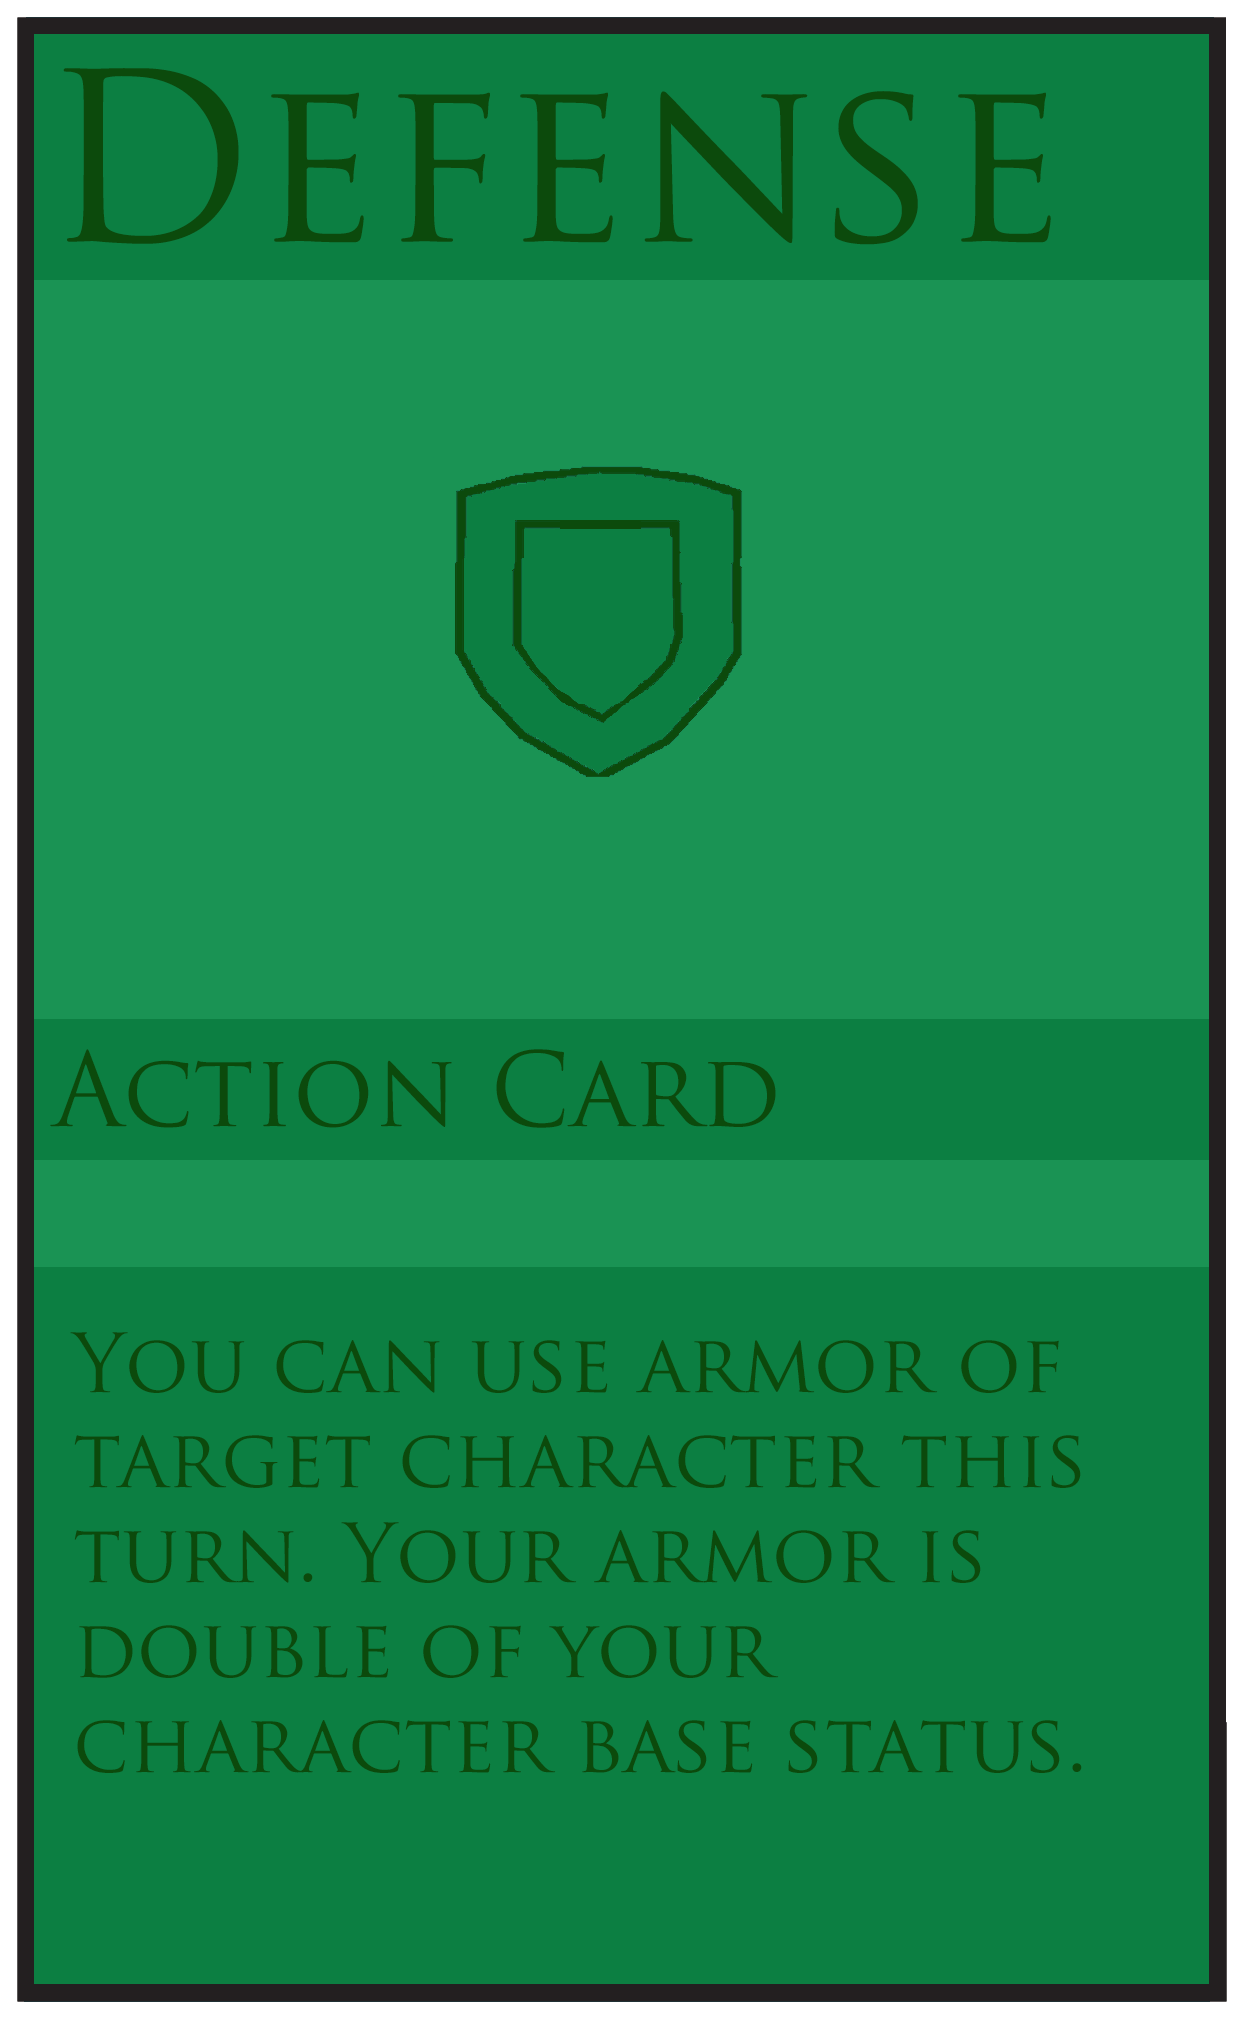 Defense
Action Card
You can use armor of
target character this
turn. Your armor is
double of your
character base status.